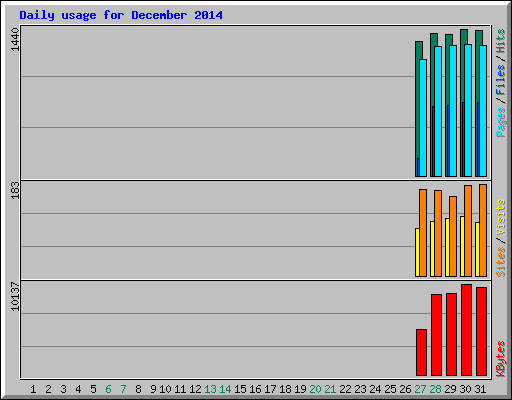 Daily usage for December 2014
1440
Pages / Files / Hits
183
Sites / Visits
10137
KBytes
1 2 3 4 5 6 7 8 9 10 11 12 13 14 15 16 17 18 19 20 21 22 23 24 25 26 27 28 29 30 31